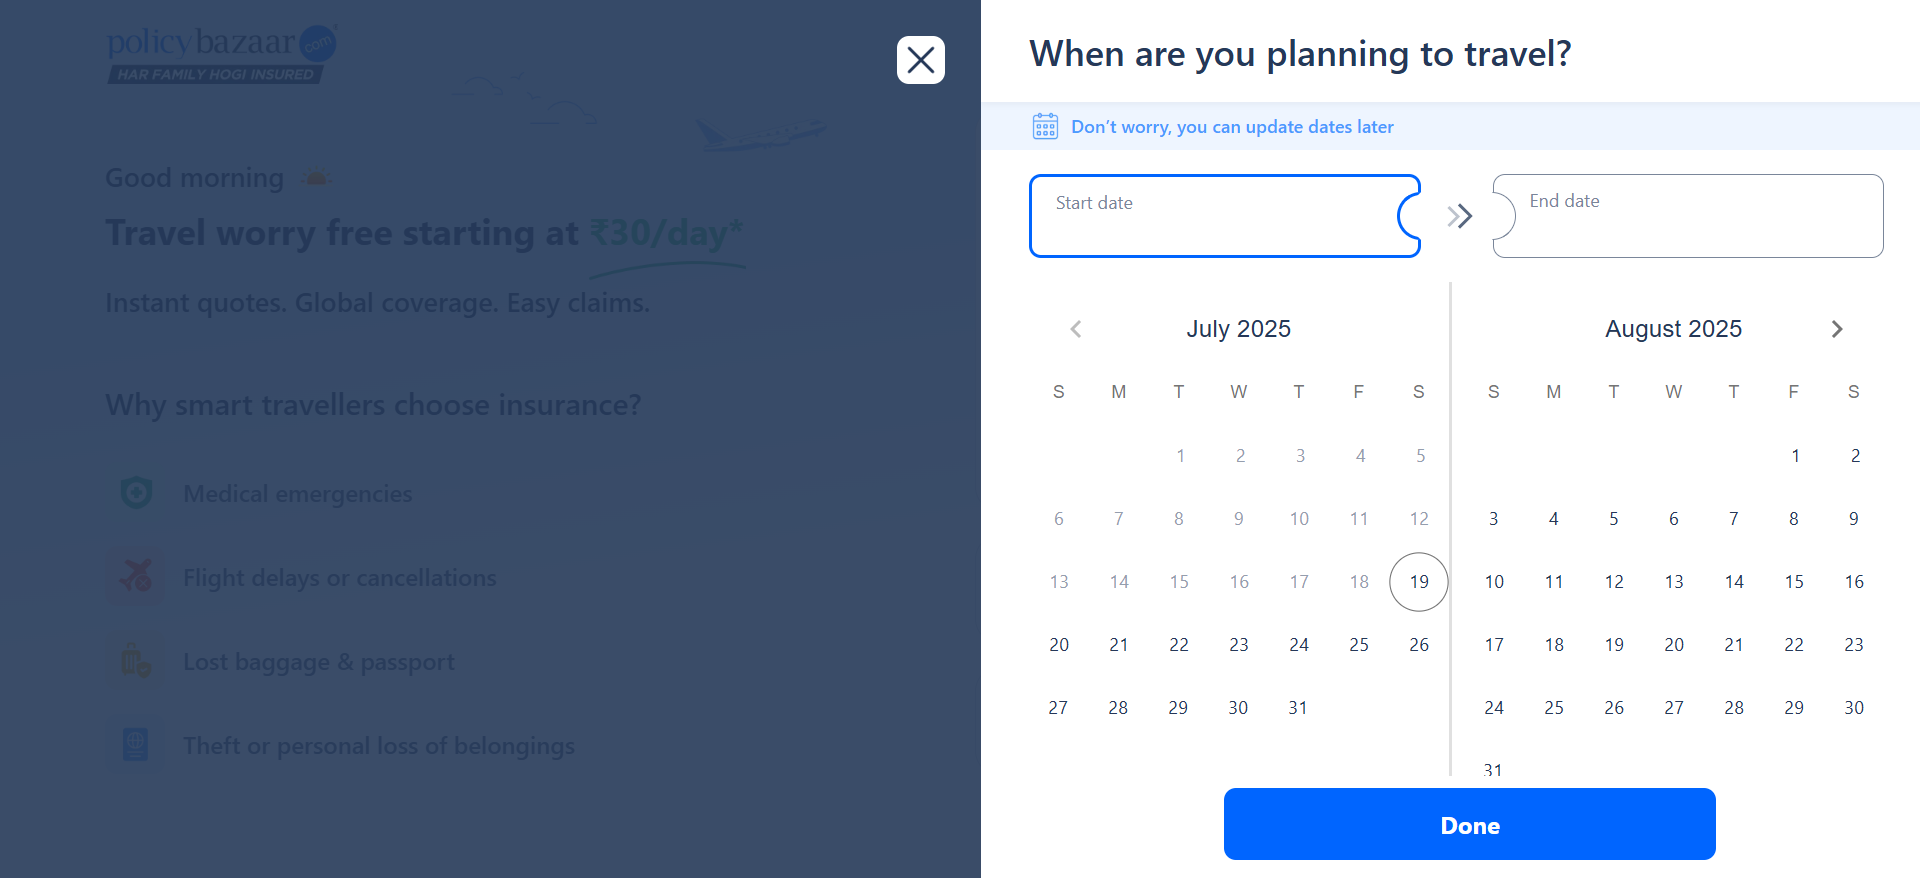 policybazaar.com
HAR FAMILY HOGI INSURED
Good morning
Travel worry free starting at ₹30/day*
Instant quotes. Global coverage. Easy claims.
Why smart travellers choose insurance?
Medical emergencies
Flight delays or cancellations
Lost baggage & passport
Theft or personal loss of belongings
When are you planning to travel?
Don’t worry, you can update dates later
Start date
End date
July 2025
S M T W T F S
1 2 3 4 5
6 7 8 9 10 11 12
13 14 15 16 17 18 19
20 21 22 23 24 25 26
27 28 29 30 31
August 2025
S M T W T F S
1 2
3 4 5 6 7 8 9
10 11 12 13 14 15 16
17 18 19 20 21 22 23
24 25 26 27 28 29 30
31
Done